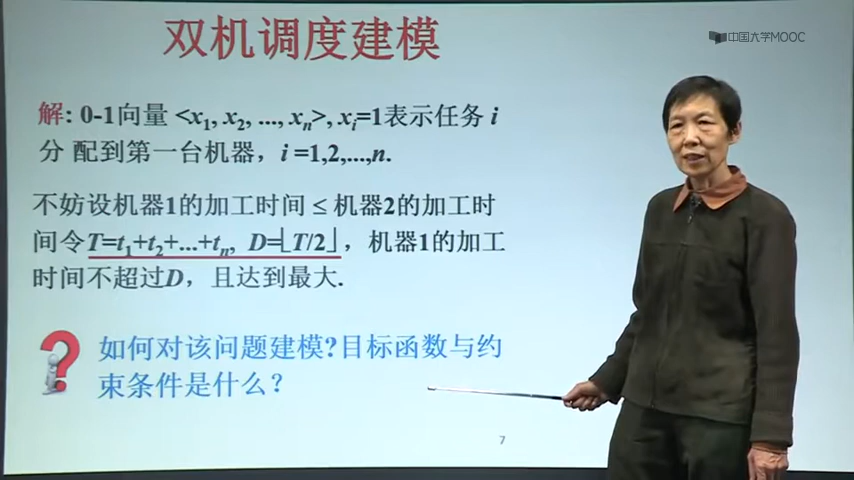 双机调度建模
中国大学MOOC
解: 0-1向量 <x₁, x₂, ..., xₙ>, xᵢ=1表示任务 i
分 配到第一台机器，i =1,2,...,n.
不妨设机器1的加工时间 ≤ 机器2的加工时
间令T=t₁+t₂+...+tₙ, D=⌊T/2⌋，机器1的加工
时间不超过D，且达到最大.
如何对该问题建模?目标函数与约
束条件是什么?
7